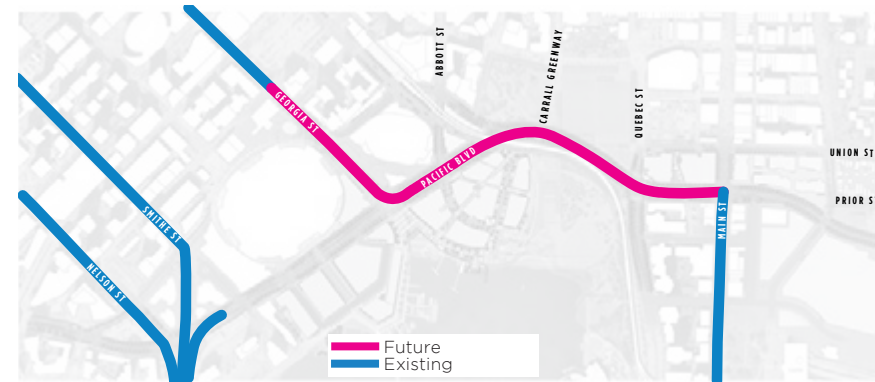 ABBOTT ST
CARRALL GREENWAY
QUEBEC ST
GEORGIA ST
PACIFIC BLVD
UNION ST
PRIOR S
MAIN ST
SMITHE ST
NELSON ST
Future
Existing